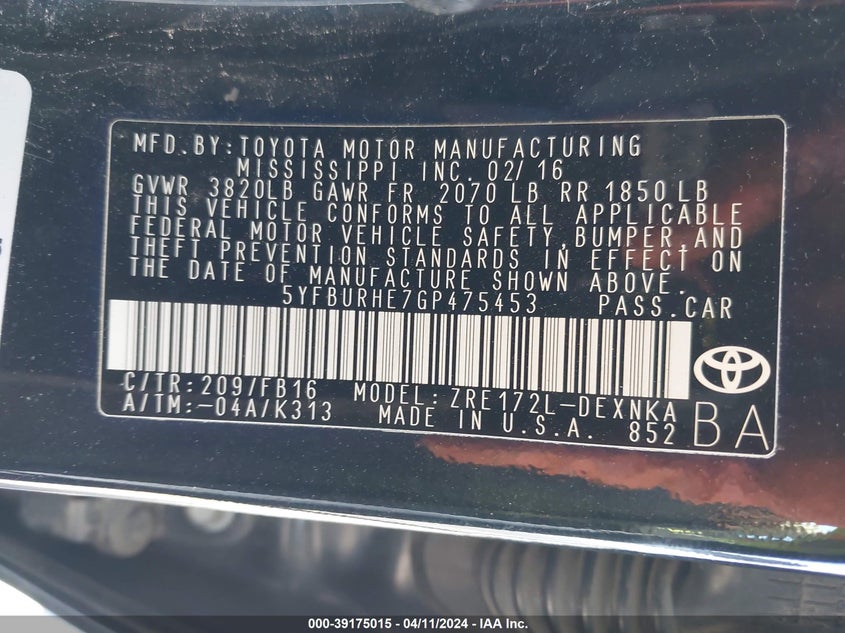 MFD. BY: TOYOTA MOTOR MANUFACTURING
MISSISSIPPI INC. 02/16
GVWR 3820LB GAWR FR 2070 LB RR 1850LB
THIS VEHICLE CONFORMS TO ALL APPLICABLE
FEDERAL MOTOR VEHICLE SAFETY, BUMPER, AND
THEFT PREVENTION STANDARDS IN EFFECT ON
THE DATE OF MANUFACTURE SHOWN ABOVE.
5YFBURHE7GP475453 PASS.CAR
C/TR: 209/FB16 MODEL: ZRE172L-DEXNKA
A/TM:-04A/K313 MADE IN U.S.A. 852
BA
000-39175015 - 04/11/2024 - © IAA, Inc.